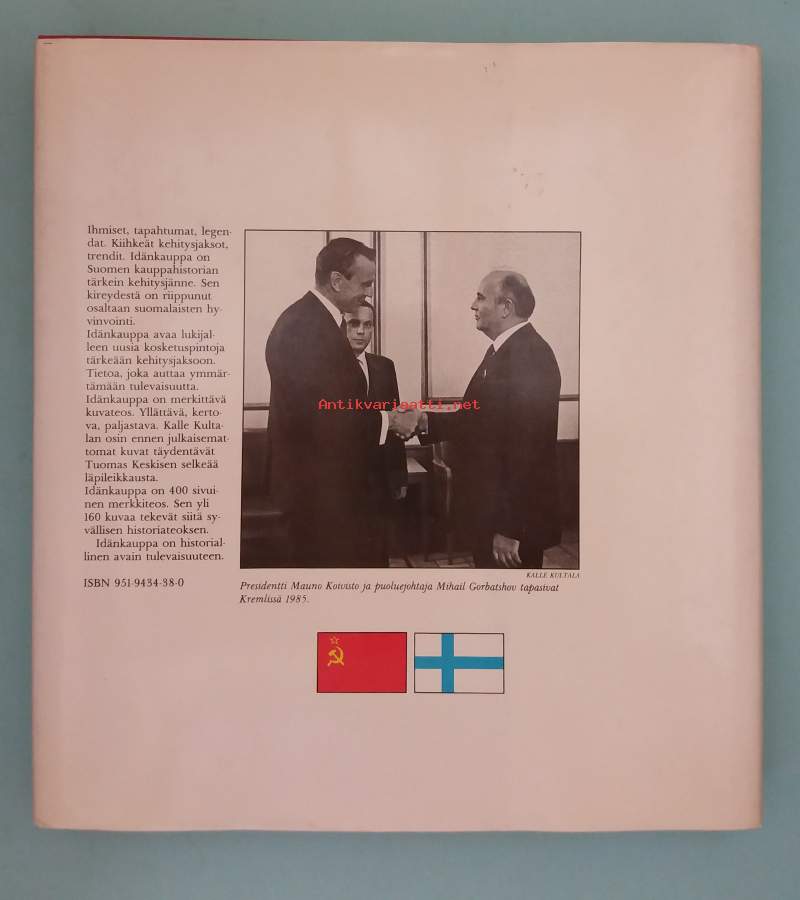 Ihmiset, tapahtumat, legen-
dat. Kiihkeät kehitysjaksot,
trendit. Idänkauppa on
Suomen kauppahistorian
tärkein kehitysjänne. Sen
kireydestä on riippunut
osaltaan suomalaisten hy-
vinvointi.
Idänkauppa avaa lukijal-
leen uusia kosketuspintoja
tärkeään kehitysjaksoon.
Tietoa, joka auttaa ymmär-
tämään tulevaisuutta.
Idänkauppa on merkittävä
kuvateos. Yllättävä, kerto-
va, paljastava. Kalle Kulta-
lan osin ennen julkaisemat-
tomat kuvat täydentävät
Tuomas Keskisen selkeää
läpileikkausta.
Idänkauppa on 400 sivui-
nen merkkiteos. Sen yli
160 kuvaa tekevät siitä sy-
vällisen historiateoksen.
Idänkauppa on historial-
linen avain tulevaisuuteen.
ISBN 951-9434-38-0
Antikvariaatti.net
KALLE KULTALA
Presidentti Mauno Koivisto ja puoluejohtaja Mihail Gorbatshov tapasivat
Kremlissä 1985.